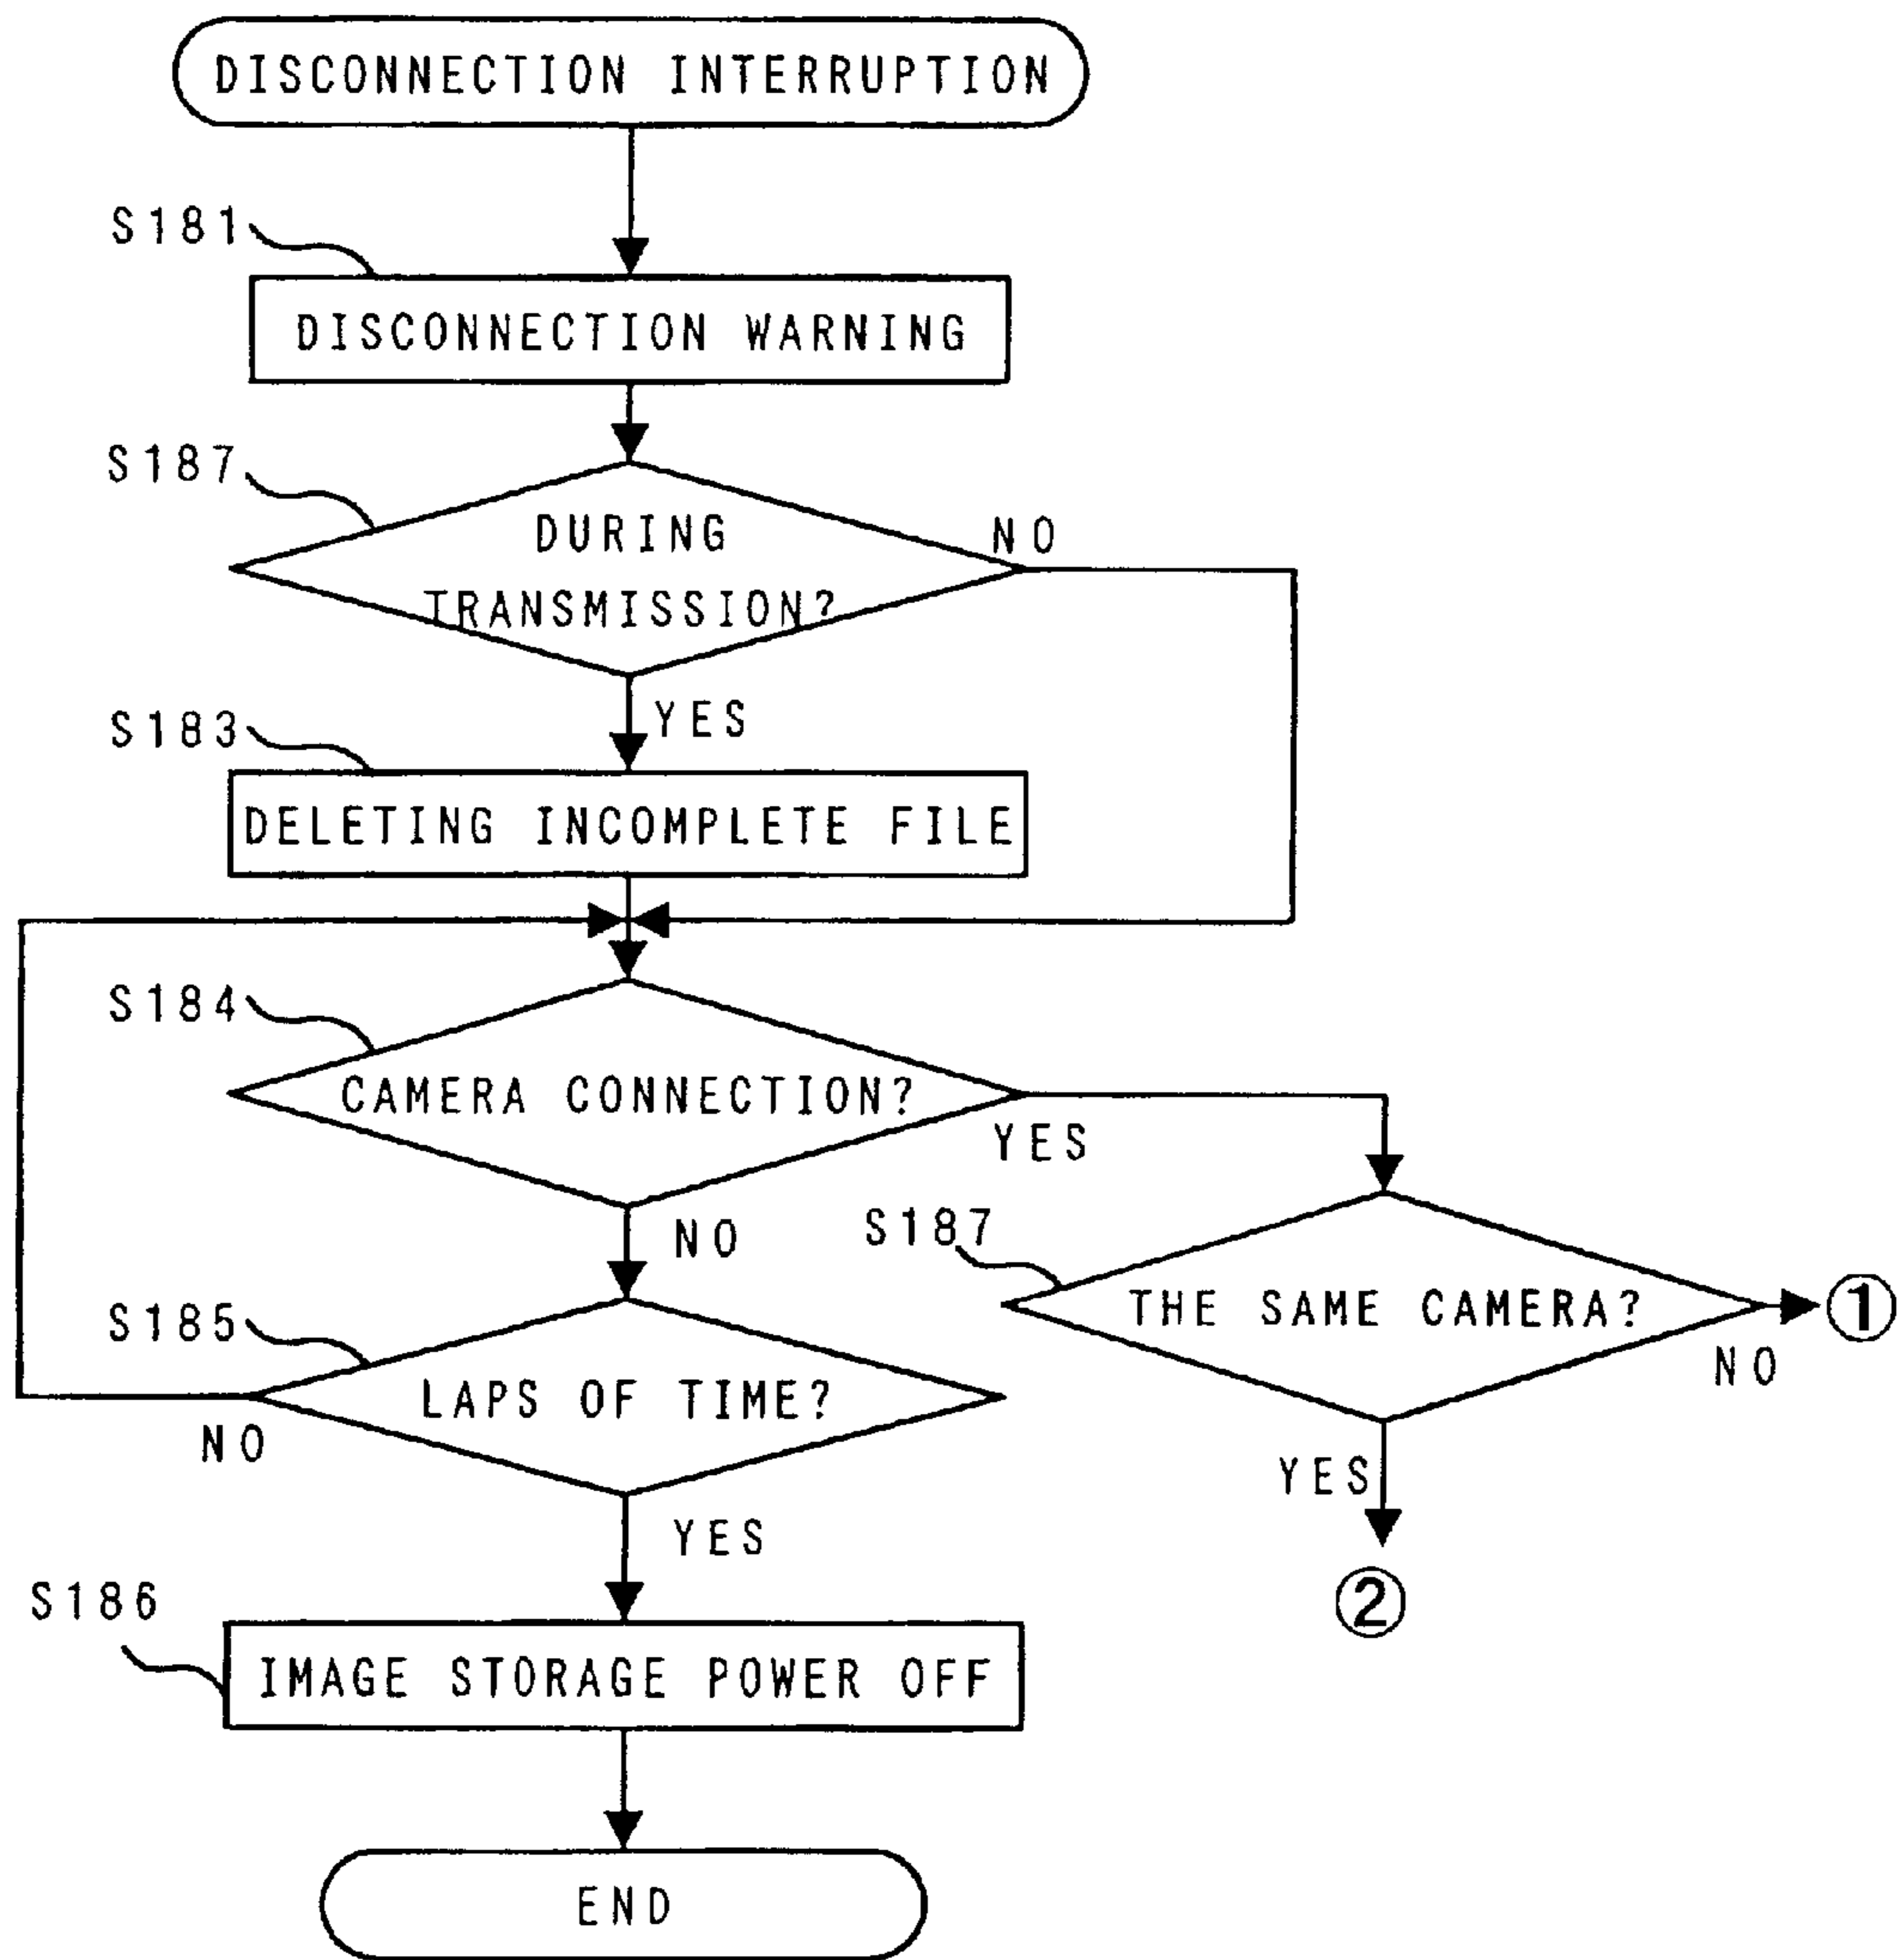 DISCONNECTION INTERRUPTION
S181
DISCONNECTION WARNING
S187
DURING
NO
TRANSMISSION?
YES
S183
DELETING INCOMPLETE FILE
S184
CAMERA CONNECTION?
YES
NO
S187
S185
THE SAME CAMERA?
①
NO
LAPS OF TIME?
NO
YES
YES
②
S186
IMAGE STORAGE POWER OFF
END